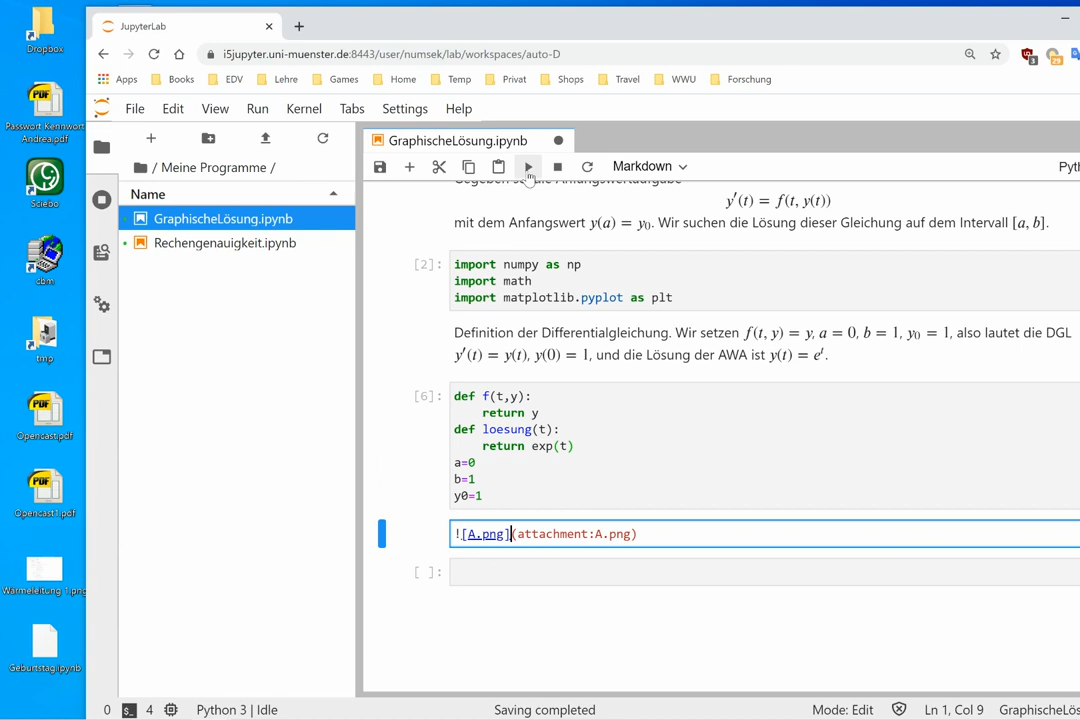 Dropbox
Passwort Kennwort
Andrea.pdf
Sciebo
cbm
tmp
Opencast.pdf
Opencast1.pdf
Wärmeleitung 1.png
Geburtstag.ipynb
JupyterLab
i5jupyter.uni-muenster.de:8443/user/numsek/lab/workspaces/auto-D
3
29
Apps Books EDV Lehre Games Home Temp Privat Shops Travel WWU Forschung
File Edit View Run Kernel Tabs Settings Help
/ Meine Programme /
Name
GraphischeLösung.ipynb
Rechengenauigkeit.ipynb
GraphischeLösung.ipynb
Markdown
Pyth
y′(t) = f(t, y(t))
mit dem Anfangswert y(a) = y₀. Wir suchen die Lösung dieser Gleichung auf dem Intervall [a, b].
[2]: import numpy as np
import math
import matplotlib.pyplot as plt
Definition der Differentialgleichung. Wir setzen f(t, y) = y, a = 0, b = 1, y₀ = 1, also lautet die DGL
y′(t) = y(t), y(0) = 1, und die Lösung der AWA ist y(t) = eᵗ.
[6]: def f(t,y):
return y
def loesung(t):
return exp(t)
a=0
b=1
y0=1
![A.png](attachment:A.png)
[ ]:
0 4 Python 3 | Idle Saving completed Mode: Edit Ln 1, Col 9 GraphischeLös